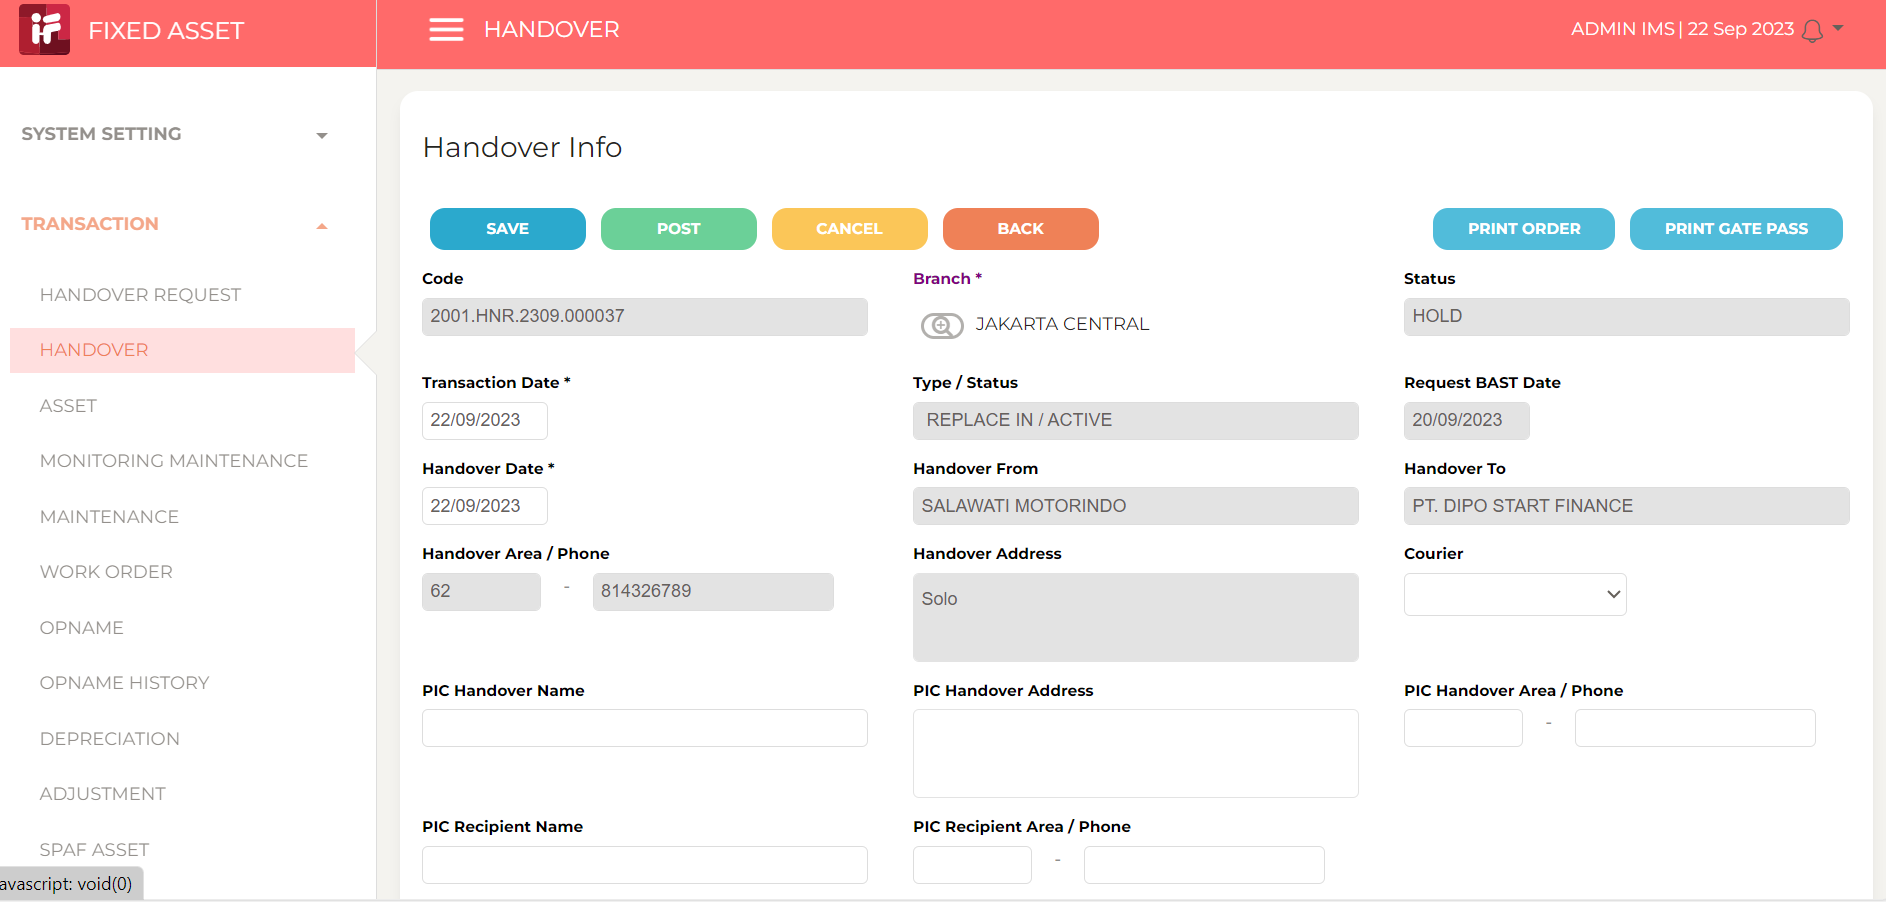 FIXED ASSET
HANDOVER
ADMIN IMS | 22 Sep 2023
SYSTEM SETTING
TRANSACTION
HANDOVER REQUEST
HANDOVER
ASSET
MONITORING MAINTENANCE
MAINTENANCE
WORK ORDER
OPNAME
OPNAME HISTORY
DEPRECIATION
ADJUSTMENT
SPAF ASSET
avascript: void(0)
Handover Info
SAVE POST CANCEL BACK PRINT ORDER PRINT GATE PASS
Code Branch * Status
2001.HNR.2309.000037 JAKARTA CENTRAL HOLD
Transaction Date * Type / Status Request BAST Date
22/09/2023 REPLACE IN / ACTIVE 20/09/2023
Handover Date * Handover From Handover To
22/09/2023 SALAWATI MOTORINDO PT. DIPO START FINANCE
Handover Area / Phone Handover Address Courier
62 - 814326789 Solo
PIC Handover Name PIC Handover Address PIC Handover Area / Phone
-
PIC Recipient Name PIC Recipient Area / Phone
-